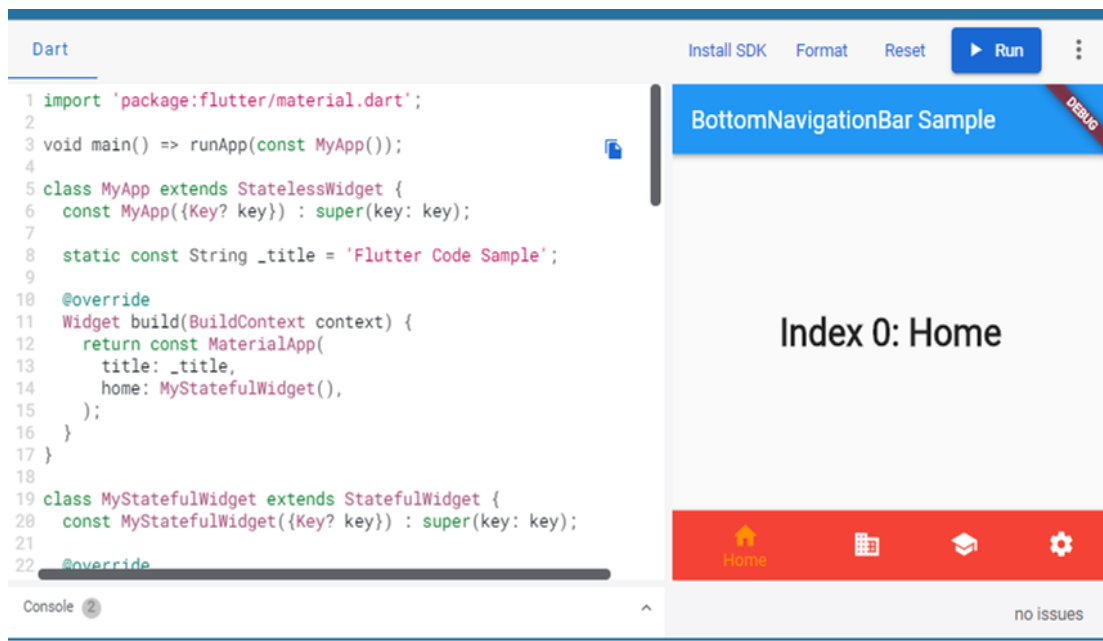 Dart
Install SDK Format Reset Run
1 import 'package:flutter/material.dart';
2
3 void main() => runApp(const MyApp());
4
5 class MyApp extends StatelessWidget {
6   const MyApp({Key? key}) : super(key: key);
7
8   static const String _title = 'Flutter Code Sample';
9
10   @override
11   Widget build(BuildContext context) {
12     return const MaterialApp(
13       title: _title,
14       home: MyStatefulWidget(),
15     );
16   }
17 }
18
19 class MyStatefulWidget extends StatefulWidget {
20   const MyStatefulWidget({Key? key}) : super(key: key);
21
22   @override
Console 2
BottomNavigationBar Sample
DEBUG
Index 0: Home
Home
no issues